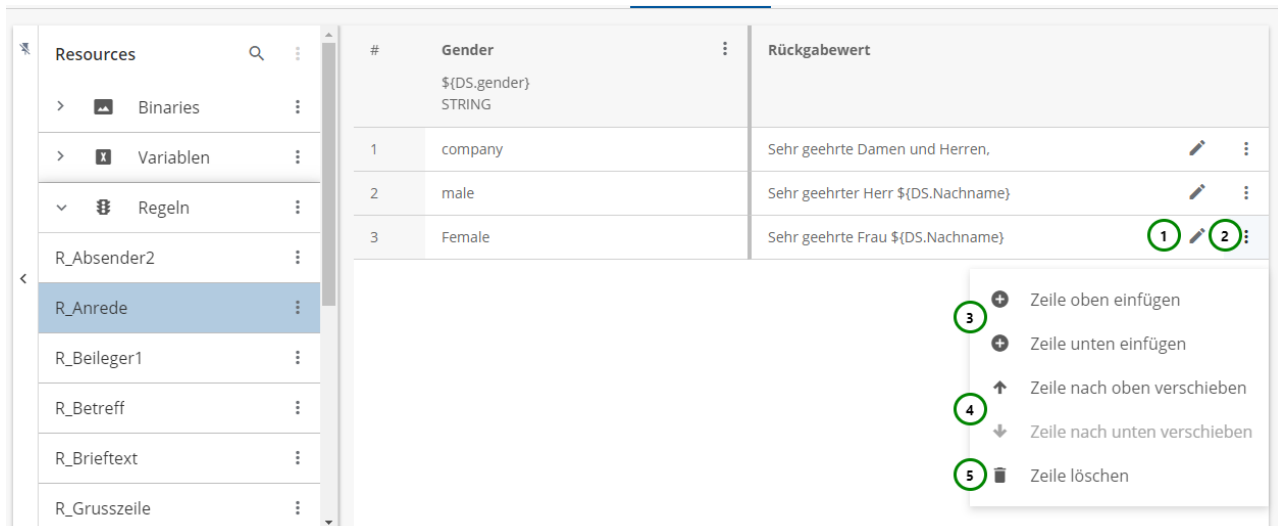 Resources
Binaries
Variablen
Regeln
R_Absender2
R_Anrede
R_Beileger1
R_Betreff
R_Brieftext
R_Grusszeile
# Gender Rückgabewert
${DS.gender}
STRING
1 company Sehr geehrte Damen und Herren,
2 male Sehr geehrter Herr ${DS.Nachname}
3 Female Sehr geehrte Frau ${DS.Nachname} 1 2
Zeile oben einfügen
3
Zeile unten einfügen
Zeile nach oben verschieben
4
Zeile nach unten verschieben
5 Zeile löschen